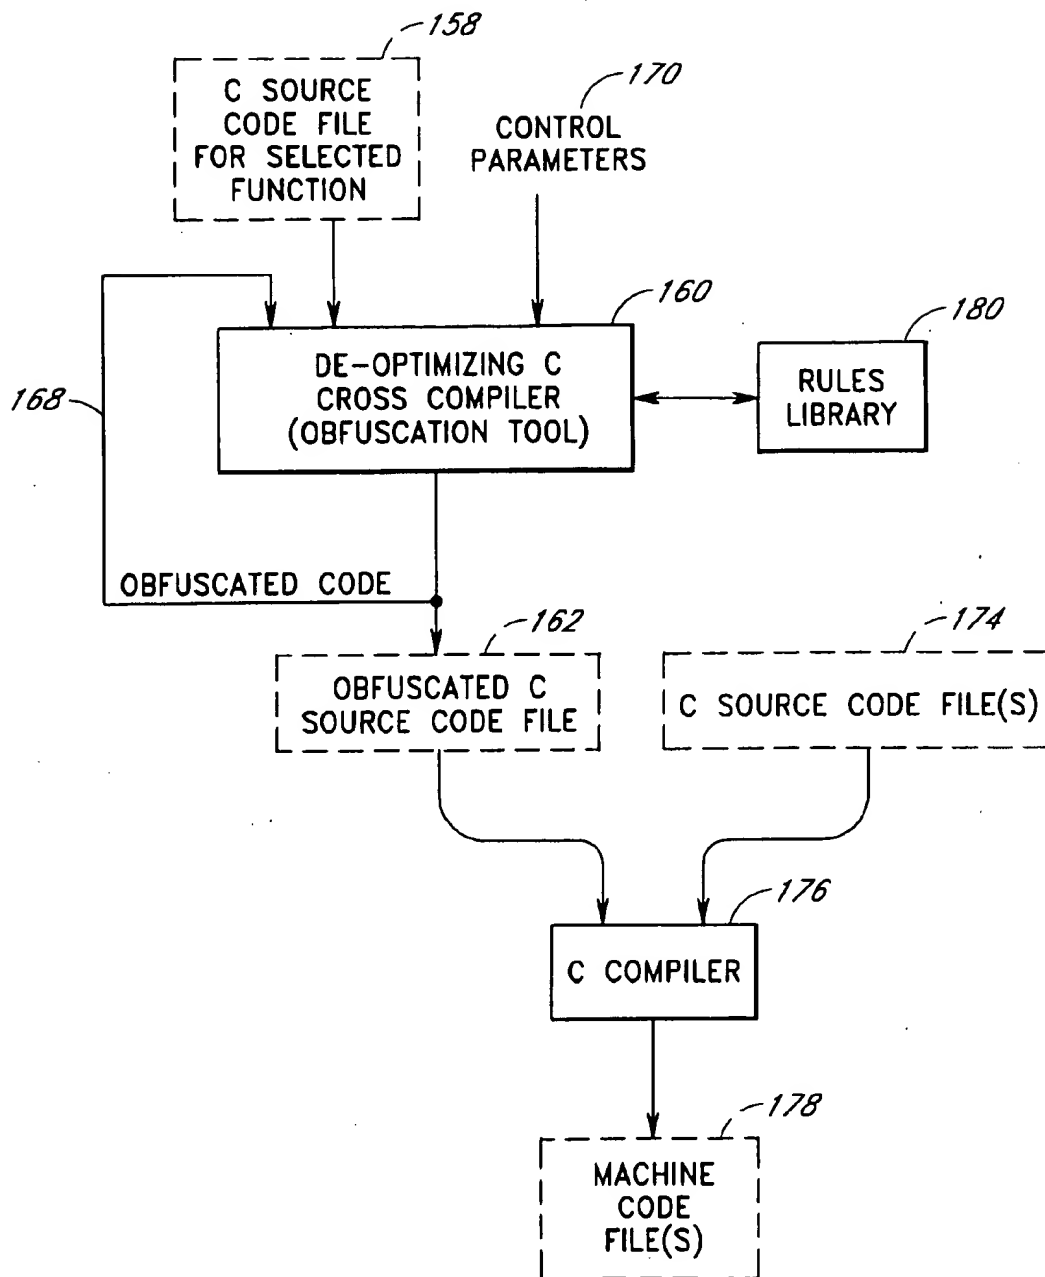 158
C SOURCE
CODE FILE
FOR SELECTED
FUNCTION
170
CONTROL
PARAMETERS
160
DE-OPTIMIZING C
CROSS COMPILER
(OBFUSCATION TOOL)
180
RULES
LIBRARY
168
OBFUSCATED CODE
162
OBFUSCATED C
SOURCE CODE FILE
174
C SOURCE CODE FILE(S)
176
C COMPILER
178
MACHINE
CODE
FILE(S)